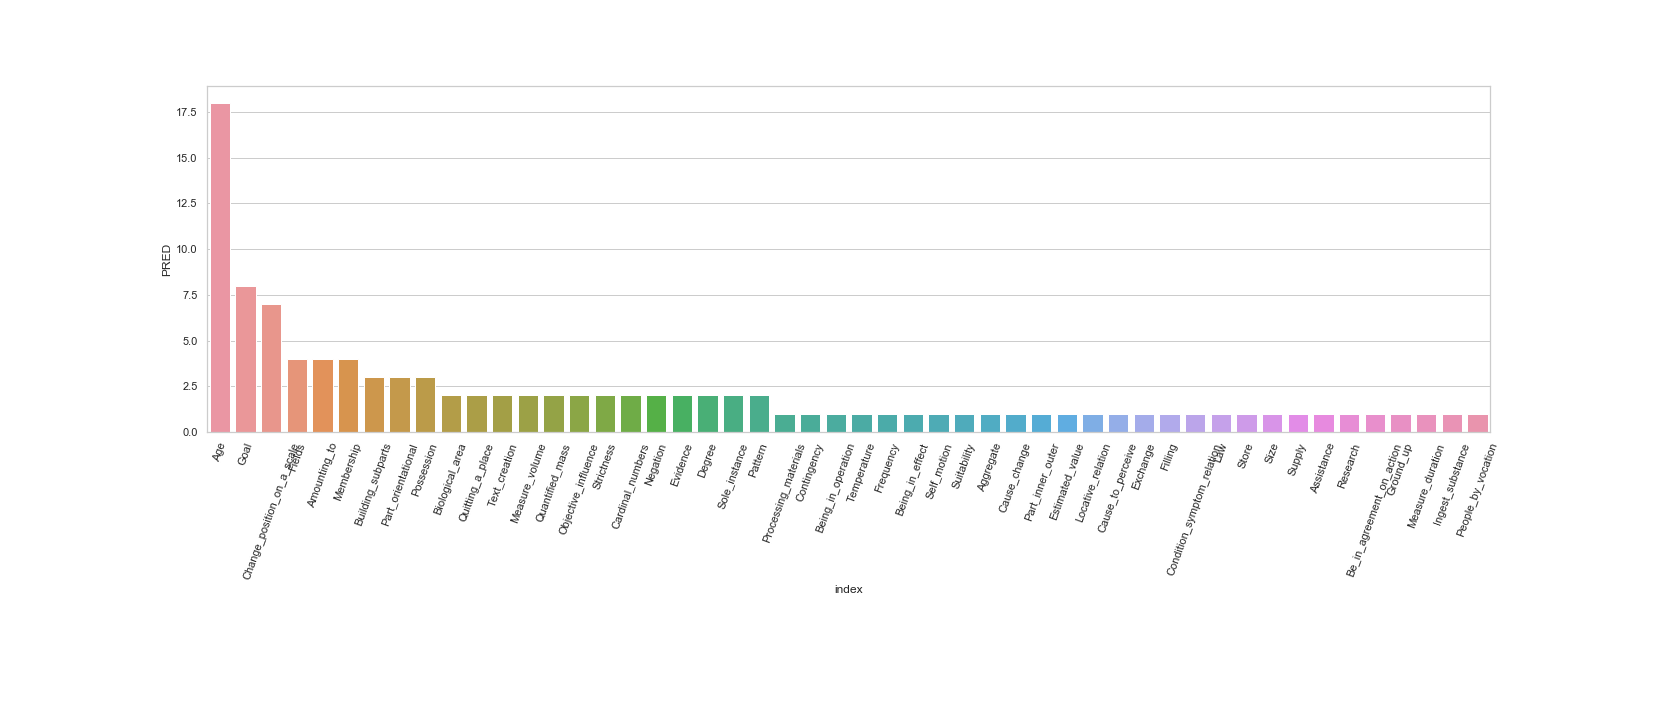 17.5
15.0
12.5
10.0
7.5
5.0
2.5
0.0
PRED
Age
Goal
Change_position_on_a_scale
Fields
Amounting_to
Membership
Building_subparts
Part_orientational
Possession
Biological_area
Quitting_a_place
Text_creation
Measure_volume
Quantified_mass
Objective_influence
Strictness
Cardinal_numbers
Negation
Evidence
Degree
Sole_instance
Pattern
Processing_materials
Contingency
Being_in_operation
Temperature
Frequency
Being_in_effect
Self_motion
Suitability
Aggregate
Cause_change
Part_inner_outer
Estimated_value
Locative_relation
Cause_to_perceive
Exchange
Filling
Condition_symptom_relation
Law
Store
Size
Supply
Assistance
Research
Be_in_agreement_on_action
Ground_up
Measure_duration
Ingest_substance
People_by_vocation
index